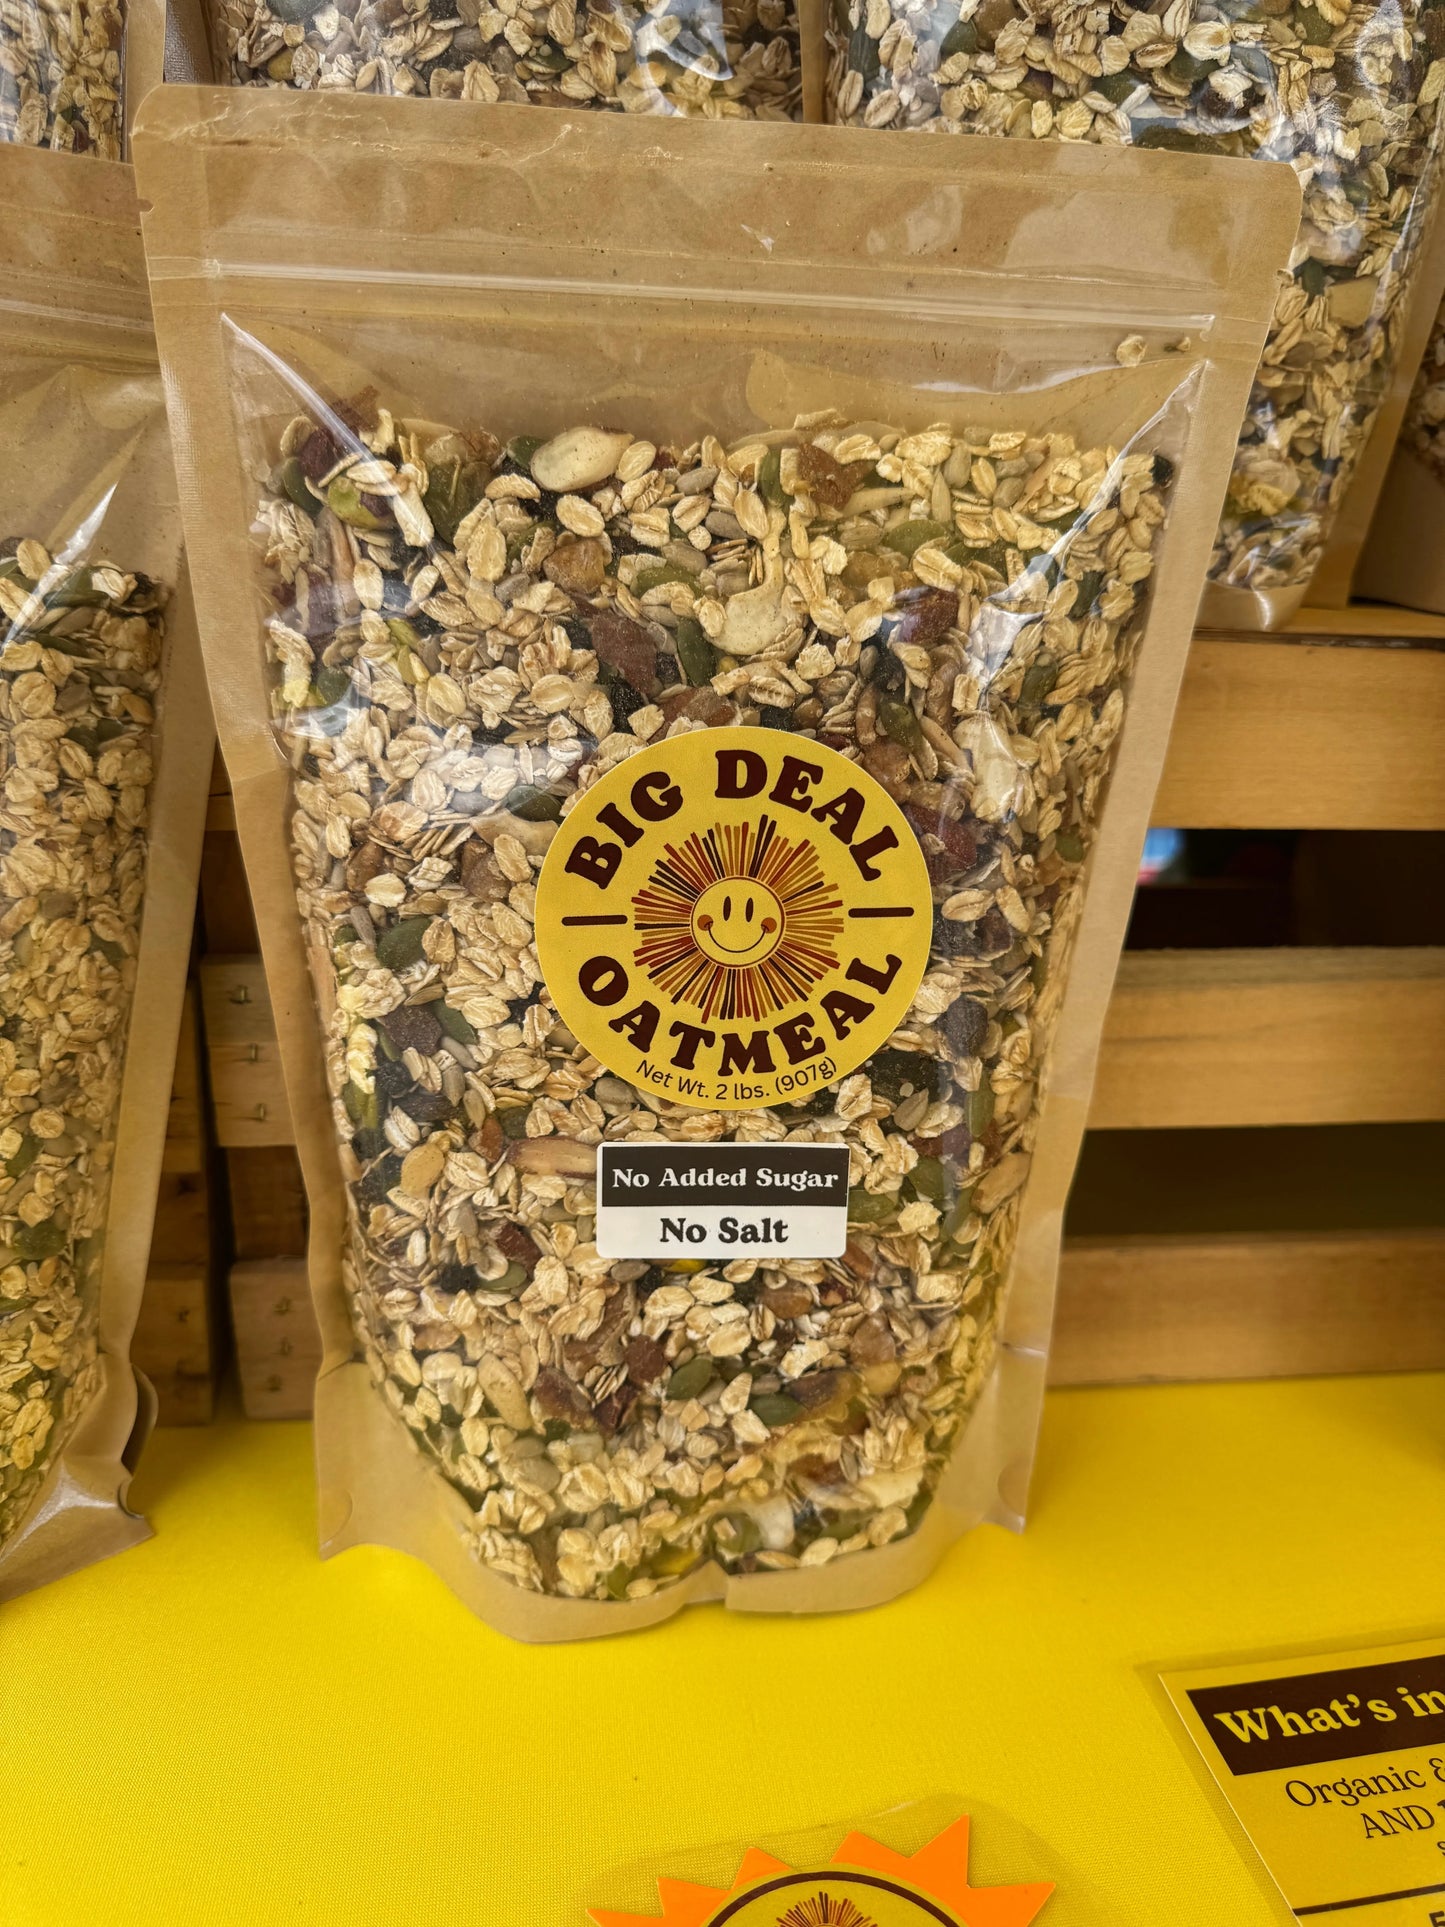 BIG DEAL
OATMEAL
Net Wt. 2 lbs. (907g)
No Added Sugar
No Salt
What's in
Organic &
AND